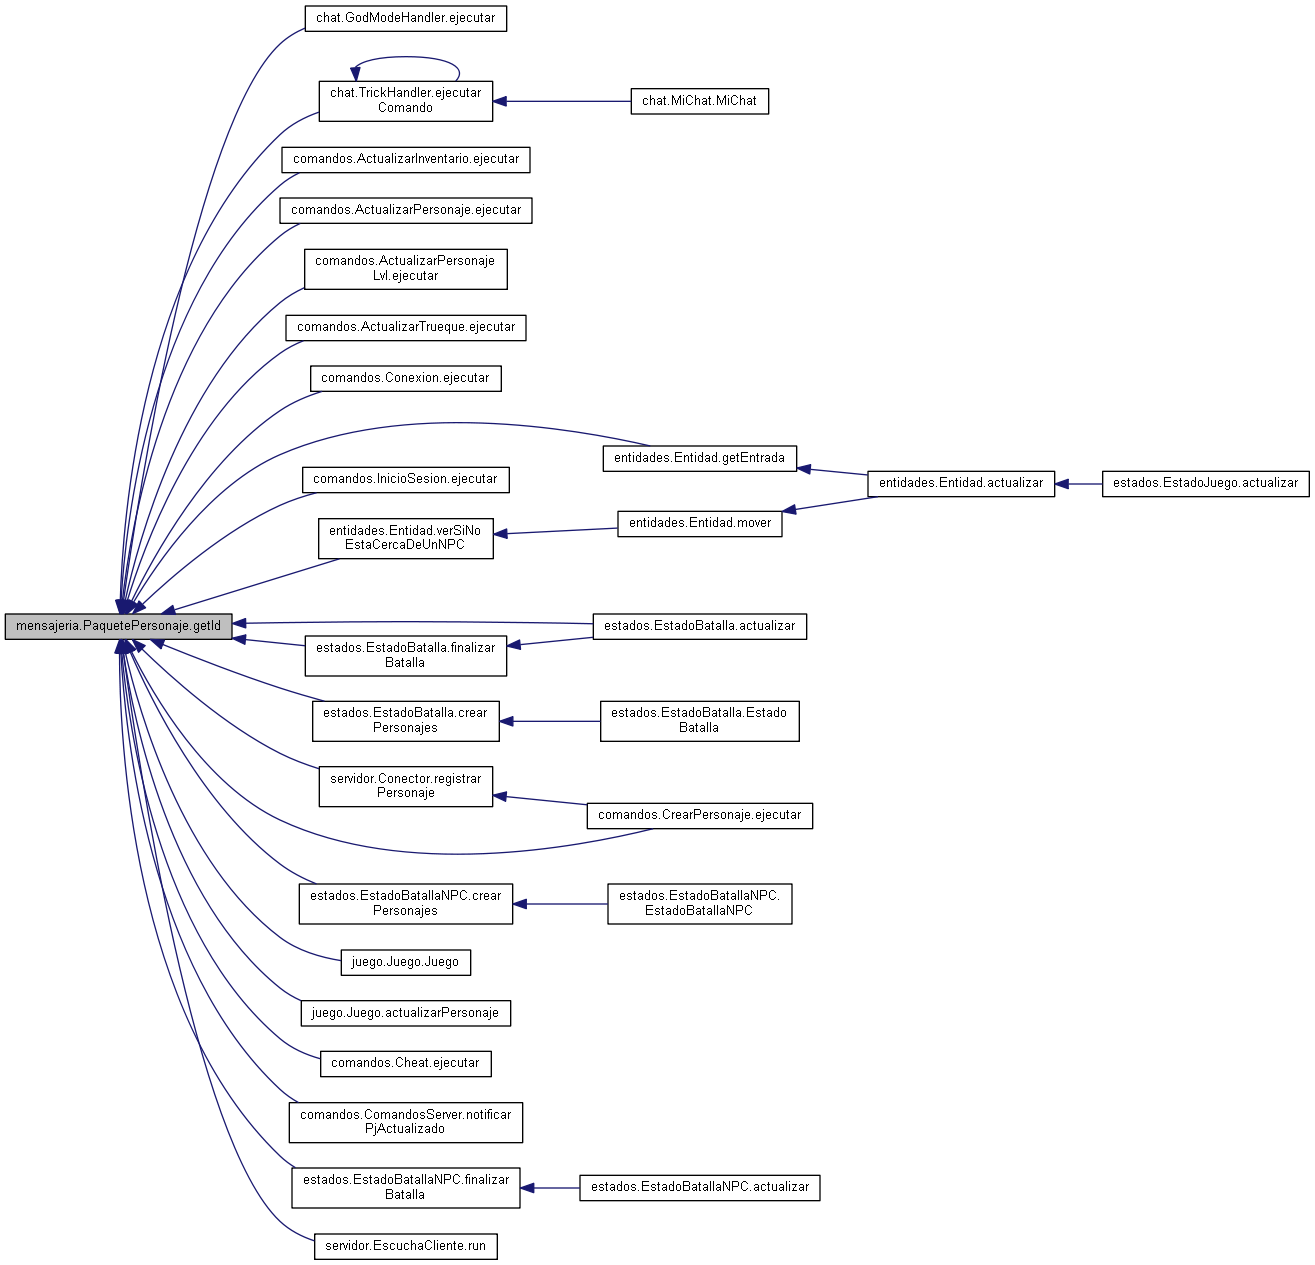 chat.GodModeHandler.ejecutar
chat.TrickHandler.ejecutar
Comando
chat.MiChat.MiChat
comandos.ActualizarInventario.ejecutar
comandos.ActualizarPersonaje.ejecutar
comandos.ActualizarPersonaje
Lvl.ejecutar
comandos.ActualizarTrueque.ejecutar
comandos.Conexion.ejecutar
entidades.Entidad.getEntrada
comandos.InicioSesion.ejecutar
entidades.Entidad.actualizar
estados.EstadoJuego.actualizar
entidades.Entidad.verSiNo
EstaCercaDeUnNPC
entidades.Entidad.mover
mensajeria.PaquetePersonaje.getId
estados.EstadoBatalla.actualizar
estados.EstadoBatalla.finalizar
Batalla
estados.EstadoBatalla.crear
Personajes
estados.EstadoBatalla.Estado
Batalla
servidor.Conector.registrar
Personaje
comandos.CrearPersonaje.ejecutar
estados.EstadoBatallaNPC.crear
Personajes
estados.EstadoBatallaNPC.
EstadoBatallaNPC
juego.Juego.Juego
juego.Juego.actualizarPersonaje
comandos.Cheat.ejecutar
comandos.ComandosServer.notificar
PjActualizado
estados.EstadoBatallaNPC.finalizar
Batalla
estados.EstadoBatallaNPC.actualizar
servidor.EscuchaCliente.run